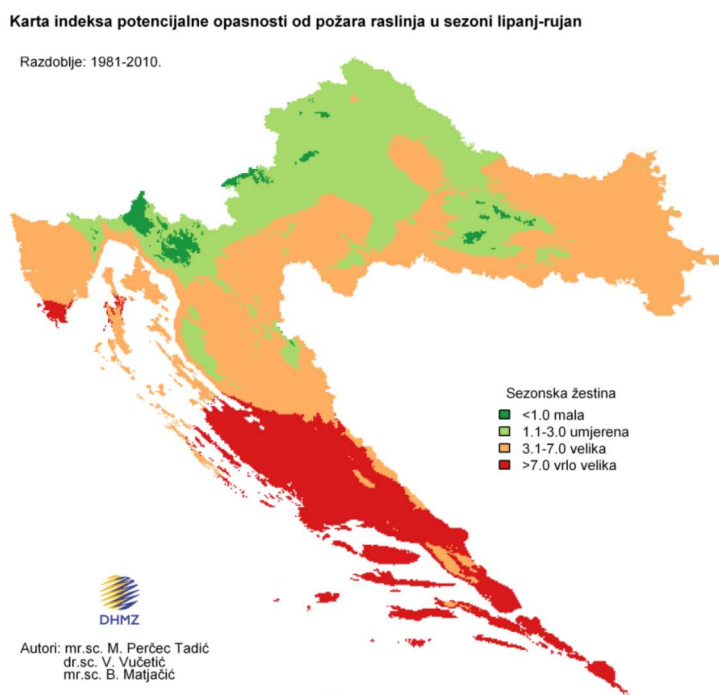 Karta indeksa potencijalne opasnosti od požara raslinja u sezoni lipanj-rujan
Razdoblje: 1981-2010.
Sezonska žestina
<1.0 mala
1.1-3.0 umjerena
3.1-7.0 velika
>7.0 vrlo velika
DHMZ
Autori: mr.sc. M. Perčec Tadić
dr.sc. V. Vučetić
mr.sc. B. Matjačić